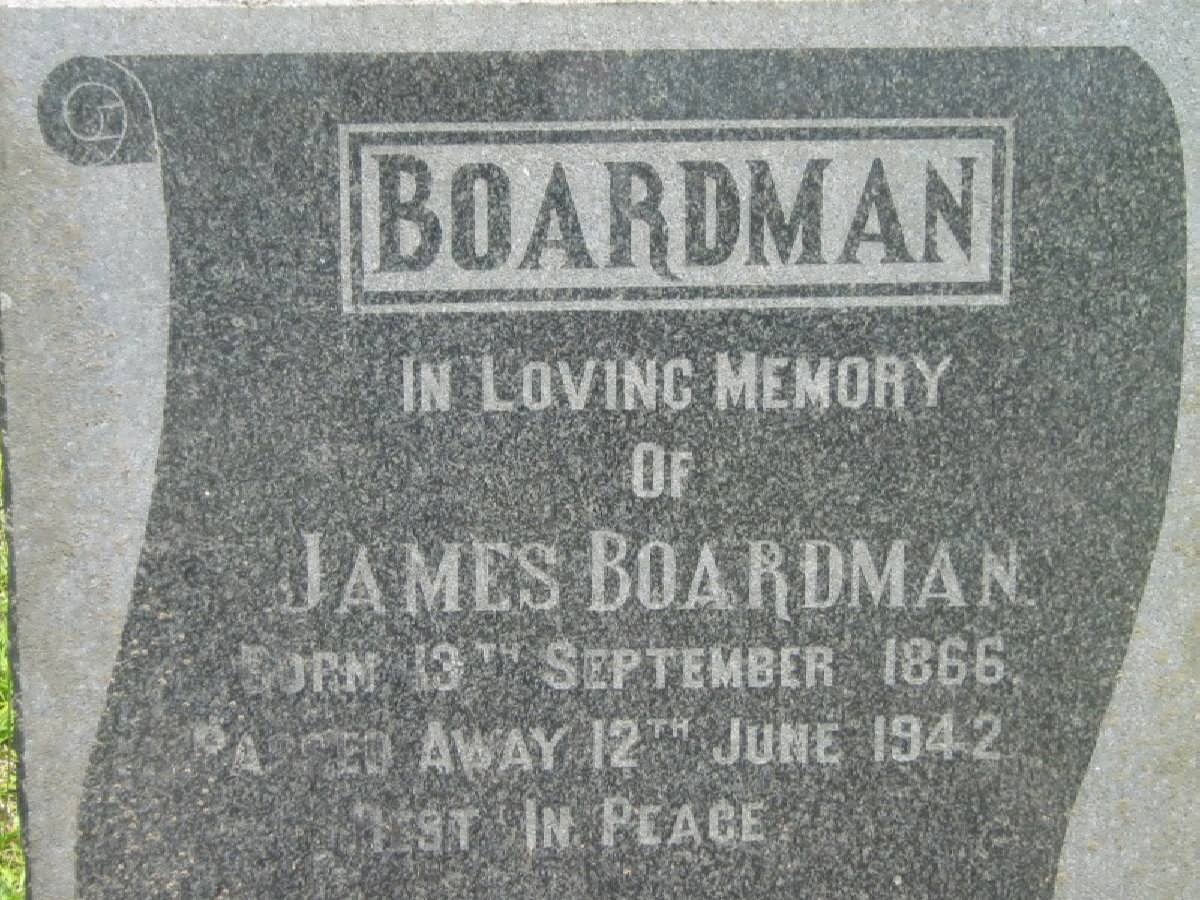 BOARDMAN
IN LOVING MEMORY
OF
JAMES BOARDMAN.
BORN 13TH SEPTEMBER 1866.
PASSED AWAY 12TH JUNE 1942.
REST IN PEACE